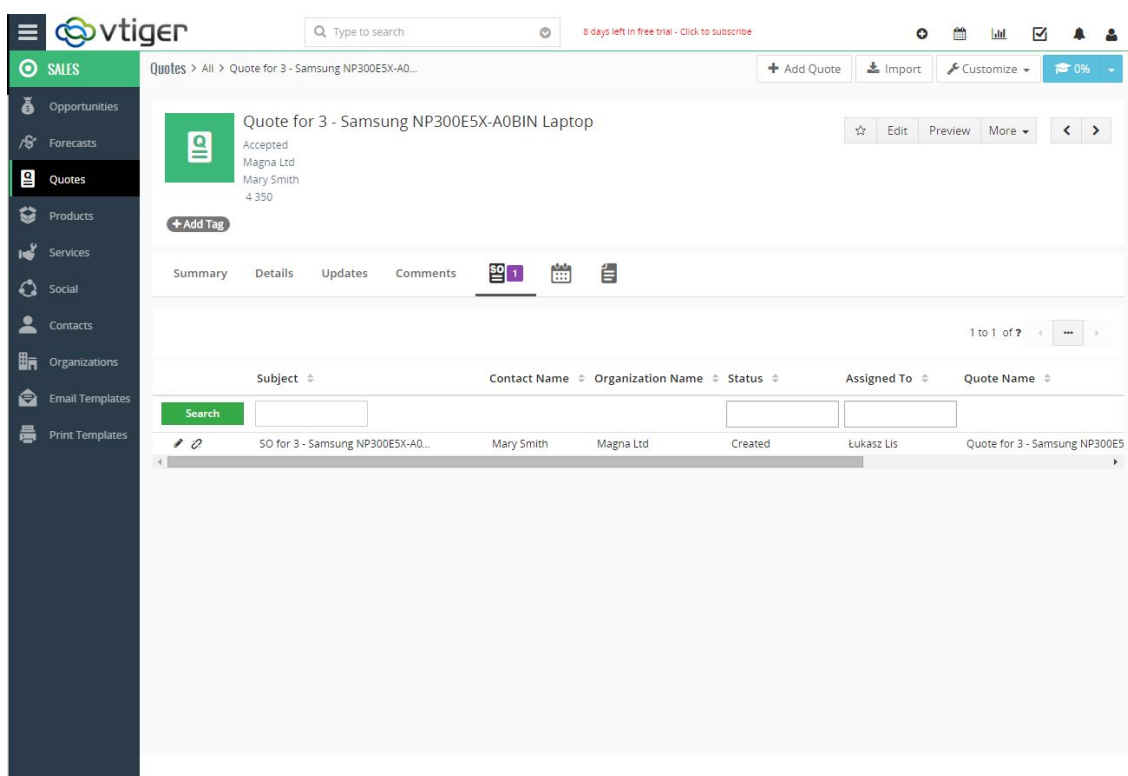 vtiger
Type to search
8 days left in free trial - Click to subscribe
SALES
Quotes > All > Quote for 3 - Samsung NP300E5X-A0...
Add Quote
Import
Customize
0%
Opportunities
Forecasts
Quotes
Products
Services
Social
Contacts
Organizations
Email Templates
Print Templates
Quote for 3 - Samsung NP300E5X-A0BIN Laptop
Accepted
Magna Ltd
Mary Smith
4 350
Edit Preview More
+ Add Tag
Summary Details Updates Comments SO 1
1 to 1 of ?
Subject Contact Name Organization Name Status Assigned To Quote Name
Search
SO for 3 - Samsung NP300E5X-A0... Mary Smith Magna Ltd Created Łukasz Lis Quote for 3 - Samsung NP300E5